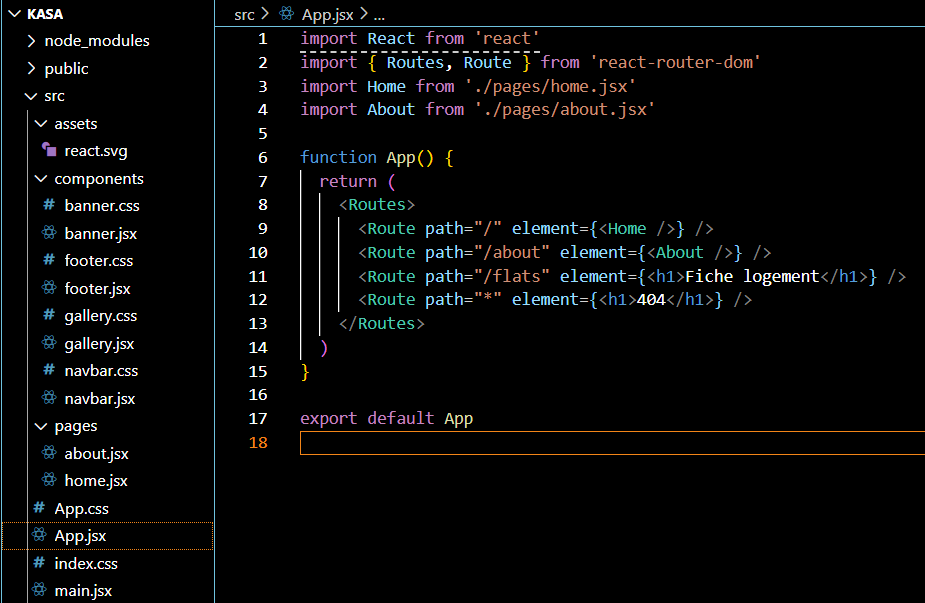 KASA
node_modules
public
src
assets
react.svg
components
# banner.css
banner.jsx
# footer.css
footer.jsx
# gallery.css
gallery.jsx
# navbar.css
navbar.jsx
pages
about.jsx
home.jsx
# App.css
App.jsx
# index.css
main.jsx
src > App.jsx > ...
1 import React from 'react'
2 import { Routes, Route } from 'react-router-dom'
3 import Home from './pages/home.jsx'
4 import About from './pages/about.jsx'
5
6 function App() {
7 return (
8 <Routes>
9 <Route path="/" element={<Home />} />
10 <Route path="/about" element={<About />} />
11 <Route path="/flats" element={<h1>Fiche logement</h1>} />
12 <Route path="*" element={<h1>404</h1>} />
13 </Routes>
14 )
15 }
16
17 export default App
18